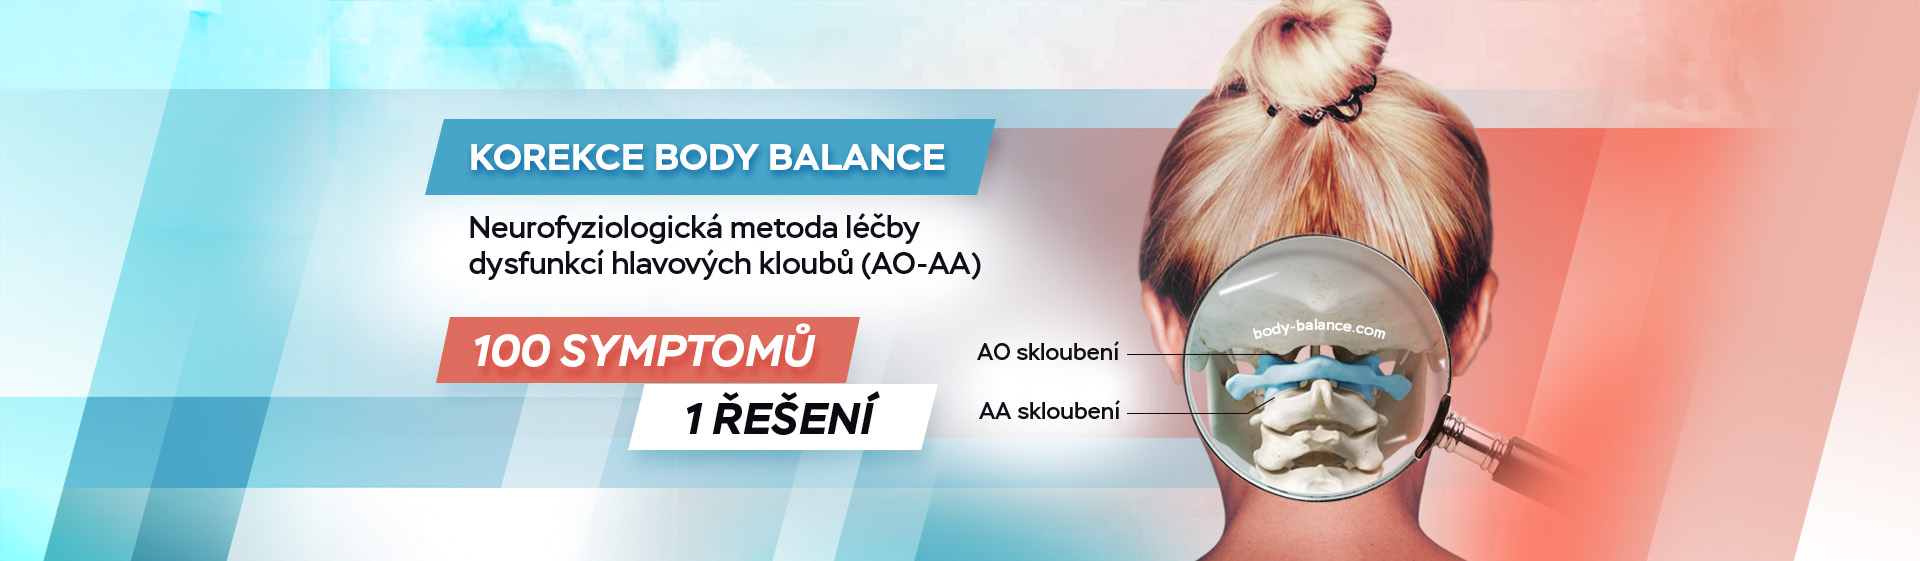 KOREKCE BODY BALANCE
Neurofyziologická metoda léčby
dysfunkcí hlavových kloubů (AO-AA)
100 SYMPTOMŮ
1 ŘEŠENÍ
body-balance.com
AO skloubení
AA skloubení